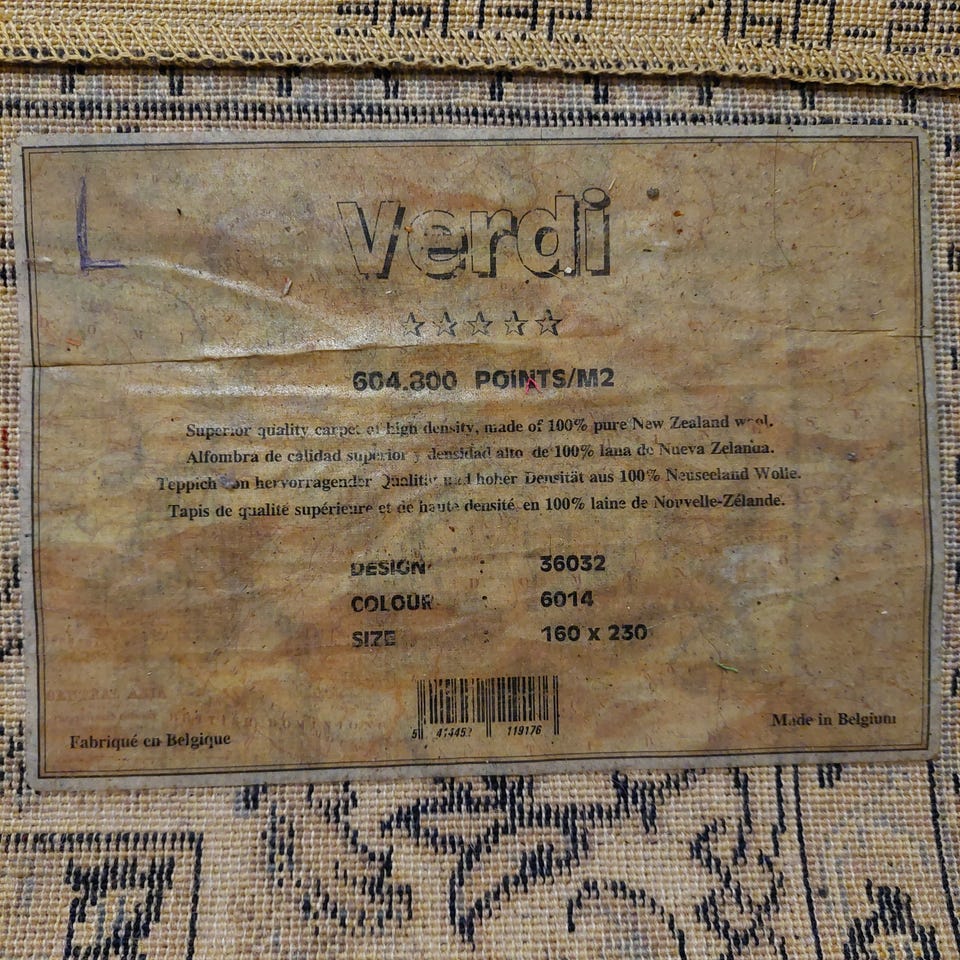 L
Verdi
604.800 POINTS/M2
Superior quality carpet of high density, made of 100% pure New Zealand wool.
Alfombra de calidad superior y densidad alto de 100% lana de Nueva Zelanda.
Teppich von hervorragender Qualität und hoher Densität aus 100% Neuseeland Wolle.
Tapis de qualité supérieure et de haute densité en 100% laine de Nouvelle-Zélande.
DESIGN : 36032
COLOUR : 6014
SIZE : 160 x 230
5 119176
Fabriqué en Belgique
Made in Belgium